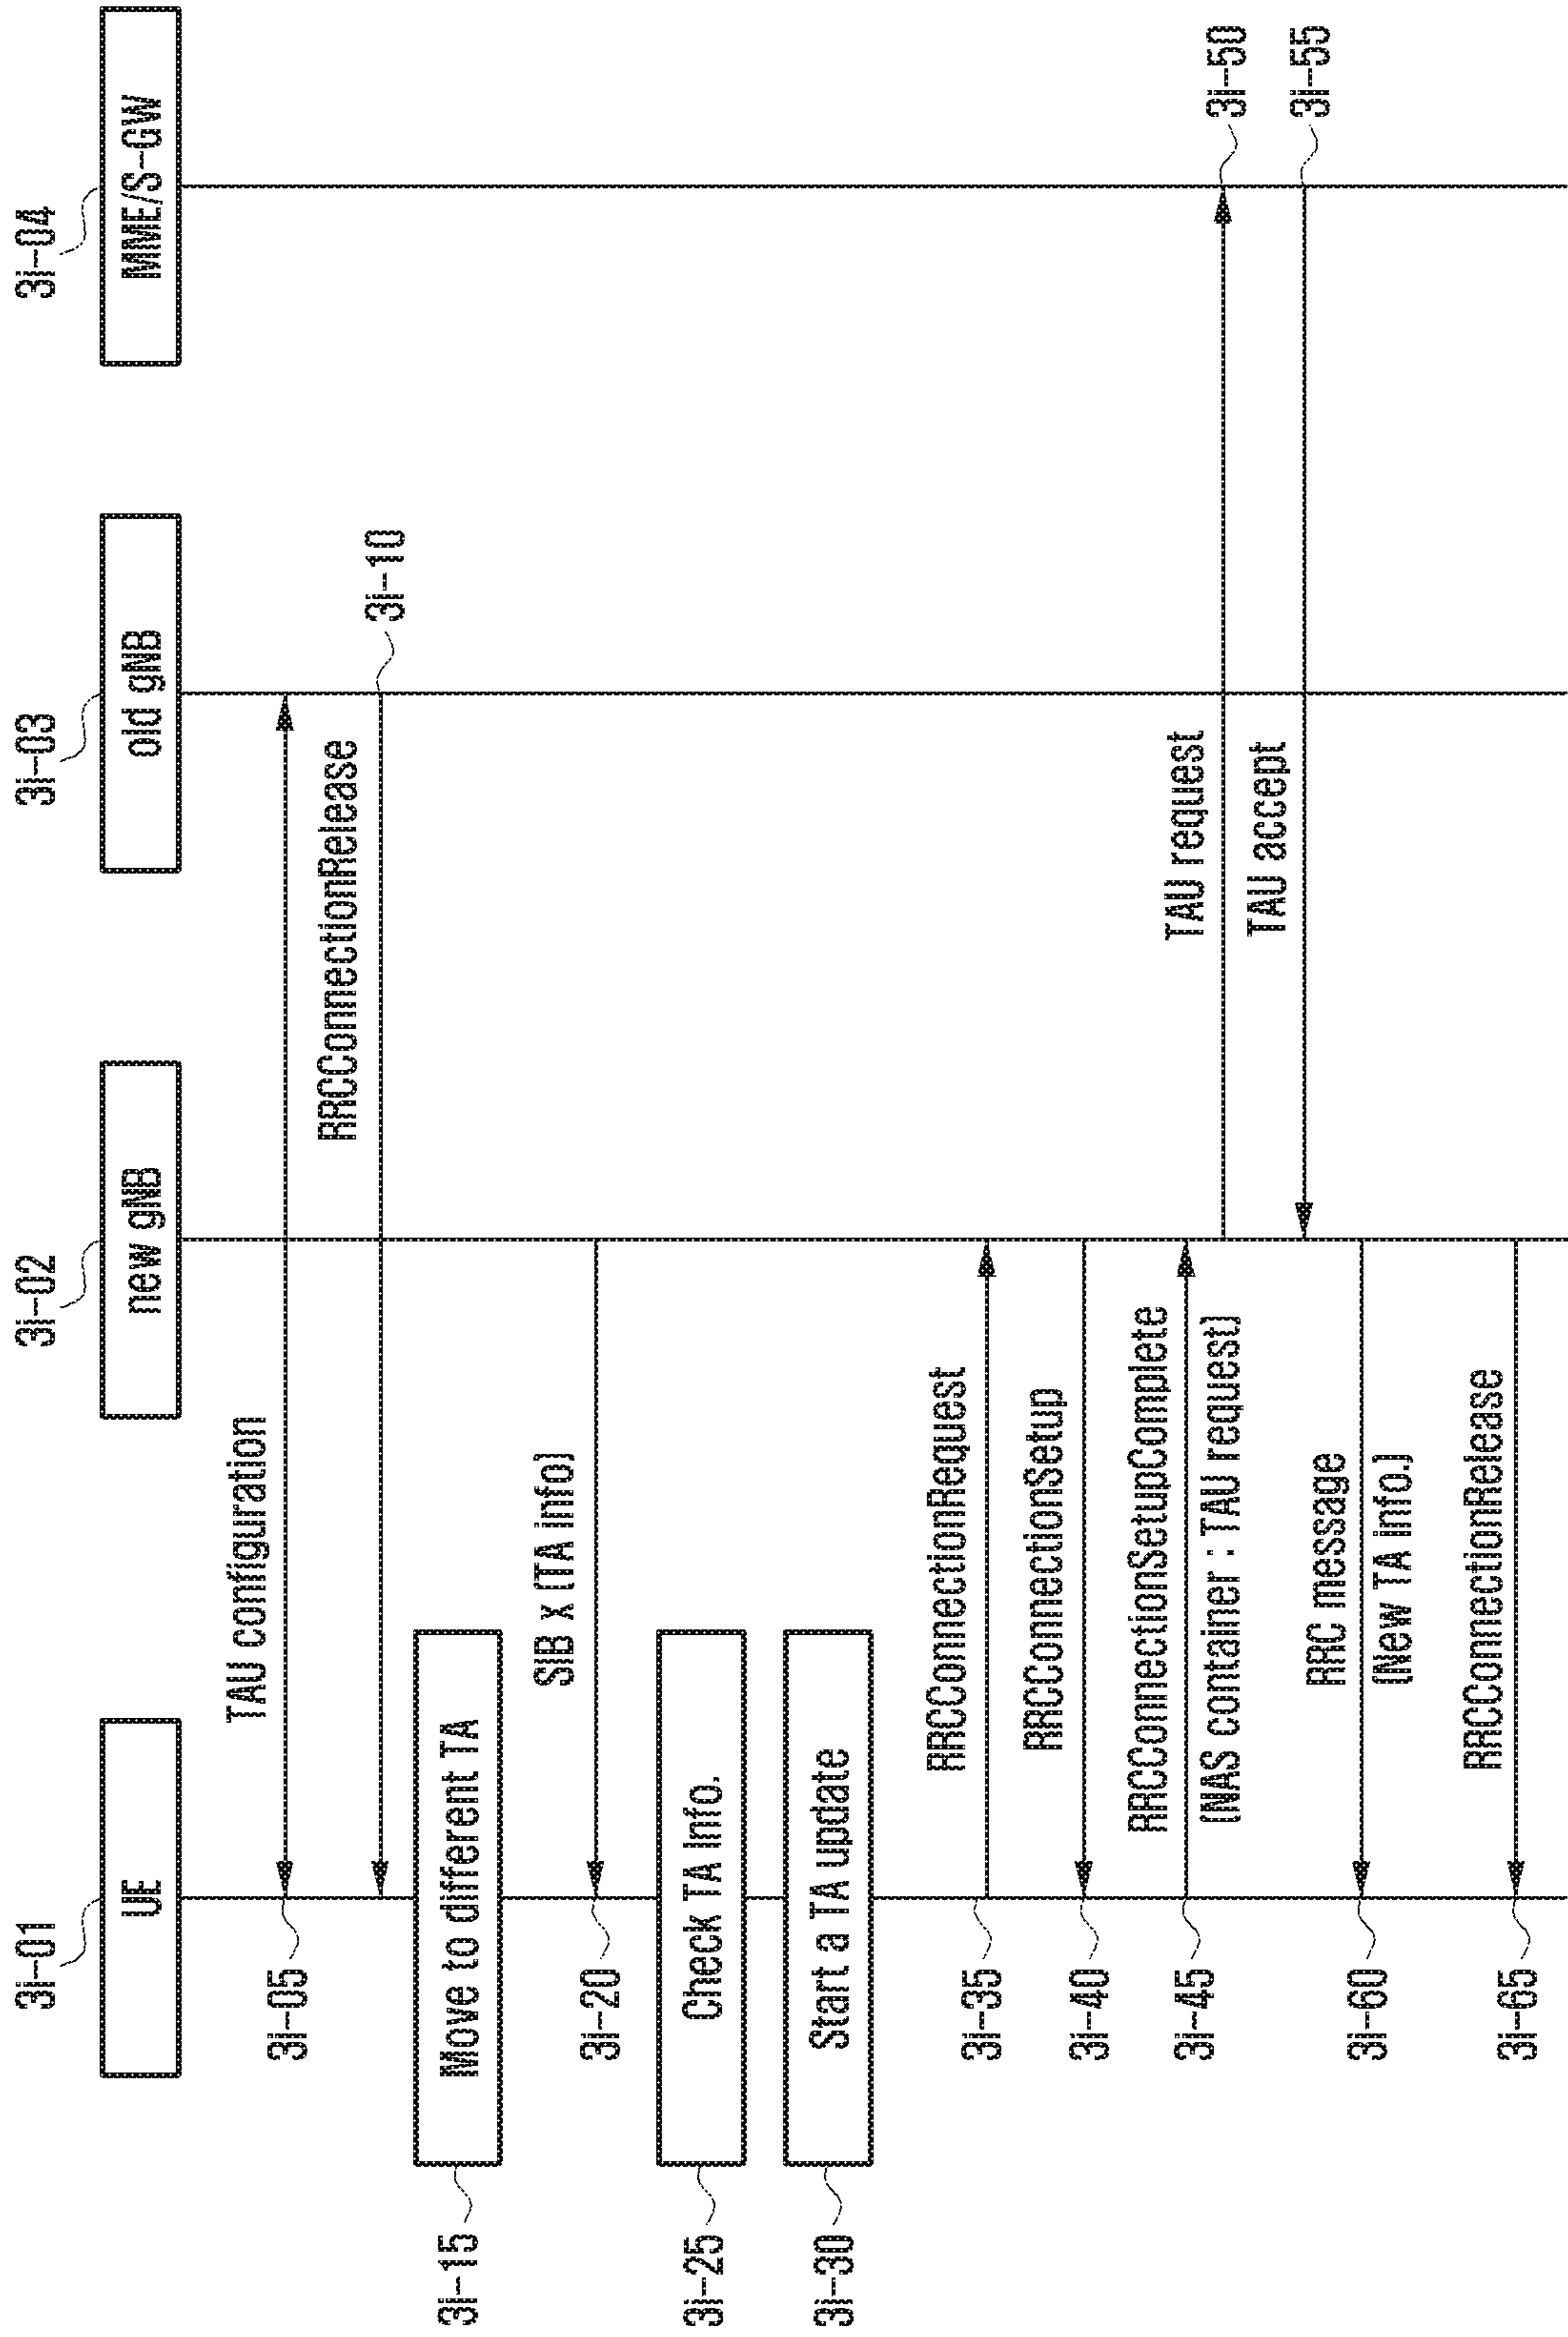 3i-01
3i-02
3i-03
3i-04
UE
new gNB
old gNB
MME/S-GW
TAU configuration
3i-05
RRCConnectionRelease
3i-10
Move to different TA
3i-15
SIB x (TA info)
3i-20
Check TA Info.
3i-25
Start a TA update
3i-30
RRCConnectionRequest
3i-35
RRCConnectionSetup
3i-40
RRCConnectionSetupComplete
(NAS container : TAU request)
3i-45
TAU request
3i-50
TAU accept
3i-55
RRC message
(New TA info.)
3i-60
RRCConnectionRelease
3i-65